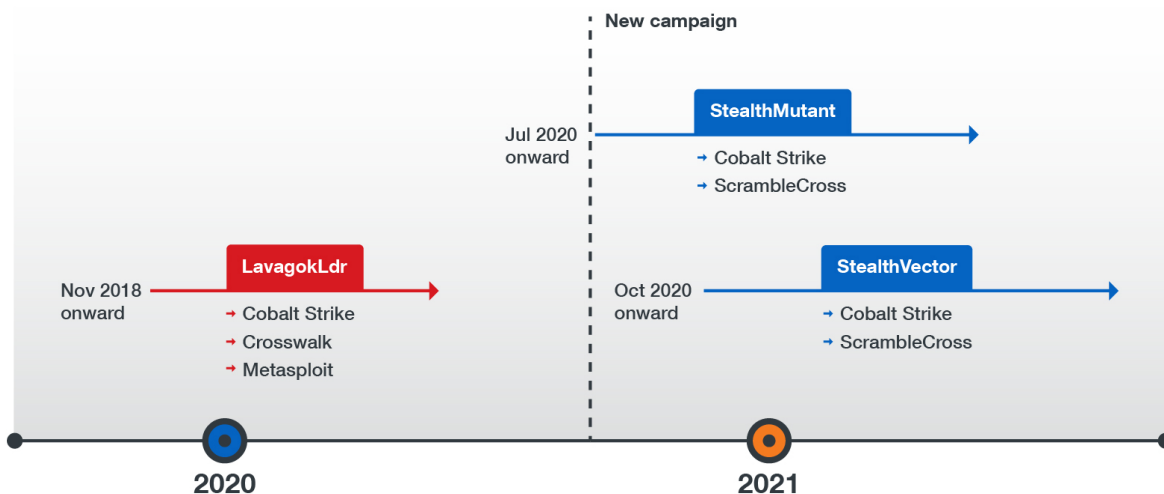 New campaign
StealthMutant
Jul 2020
onward
→ Cobalt Strike
→ ScrambleCross
LavagokLdr
Nov 2018
onward
→ Cobalt Strike
→ Crosswalk
→ Metasploit
StealthVector
Oct 2020
onward
→ Cobalt Strike
→ ScrambleCross
2020
2021